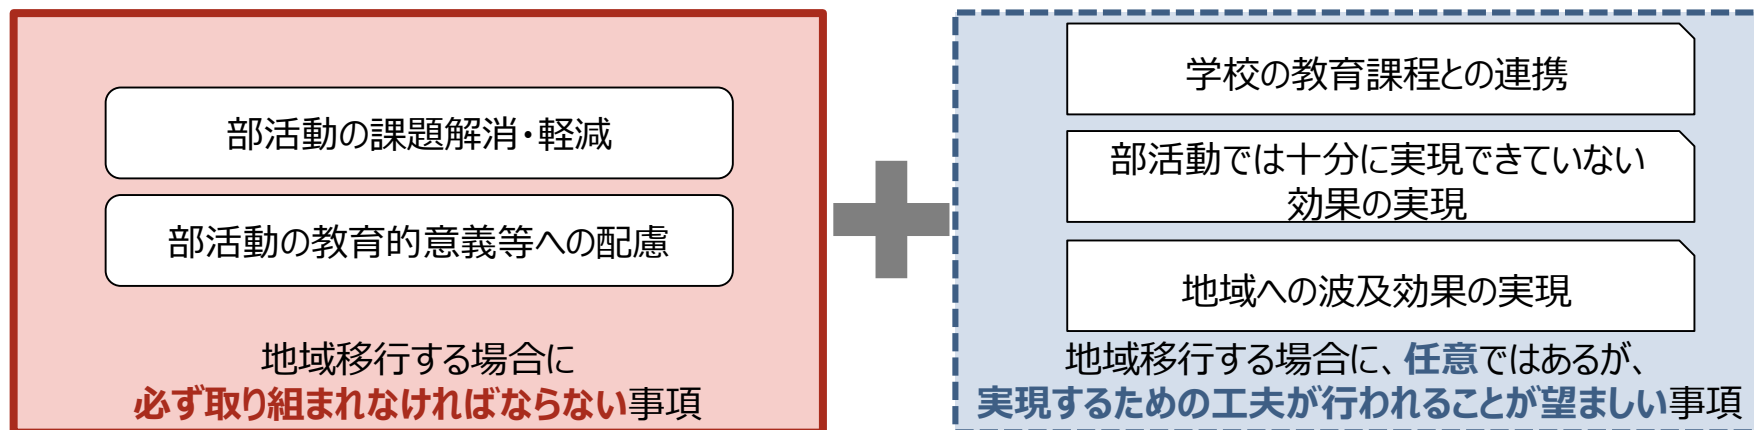 部活動の課題解消・軽減
部活動の教育的意義等への配慮
地域移行する場合に
必ず取り組まれなければならない事項
学校の教育課程との連携
部活動では十分に実現できていない
効果の実現
地域への波及効果の実現
地域移行する場合に、任意ではあるが、
実現するための工夫が行われることが望ましい事項